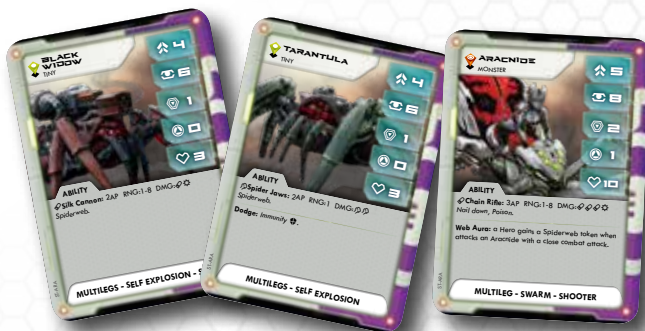 BLACK
WIDOW
TINY
4
6
1
0
3
ABILITY
Silk Cannon: 2AP RNG:1-8 DMG:
Spiderweb.
MULTILEGS - SELF EXPLOSION - S
TARANTULA
TINY
4
6
1
0
3
ABILITY
Spider Jaws: 2AP RNG:1 DMG:
Spiderweb.
Dodge: Immunity
MULTILEGS - SELF EXPLOSION
ARACNIDE
MONSTER
5
8
2
1
10
ABILITY
Chain Rifle: 3AP RNG:1-8 DMG:
Nail down, Poison.
Web Aura: a Hero gains a Spiderweb token when
attacks an Aracnide with a close combat attack.
MULTILEG - SWARM - SHOOTER